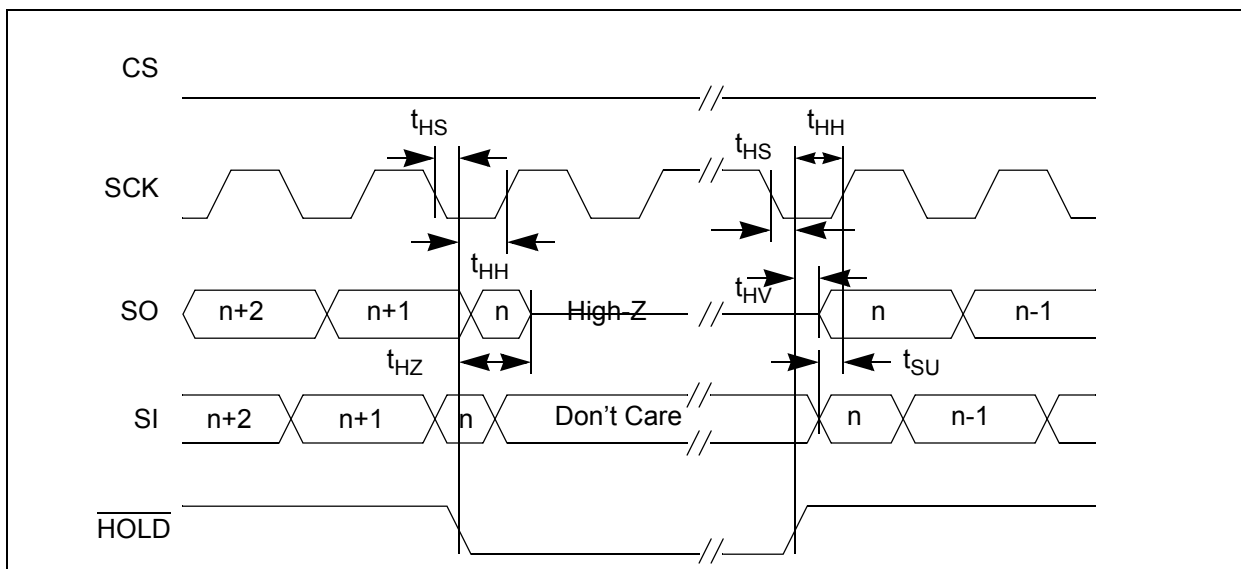 CS
tHS
tHH
tHS
SCK
tHH
tHV
SO
n+2
n+1
n
High-Z
n
n-1
tHZ
tSU
SI
n+2
n+1
n
Don't Care
n
n-1
HOLD